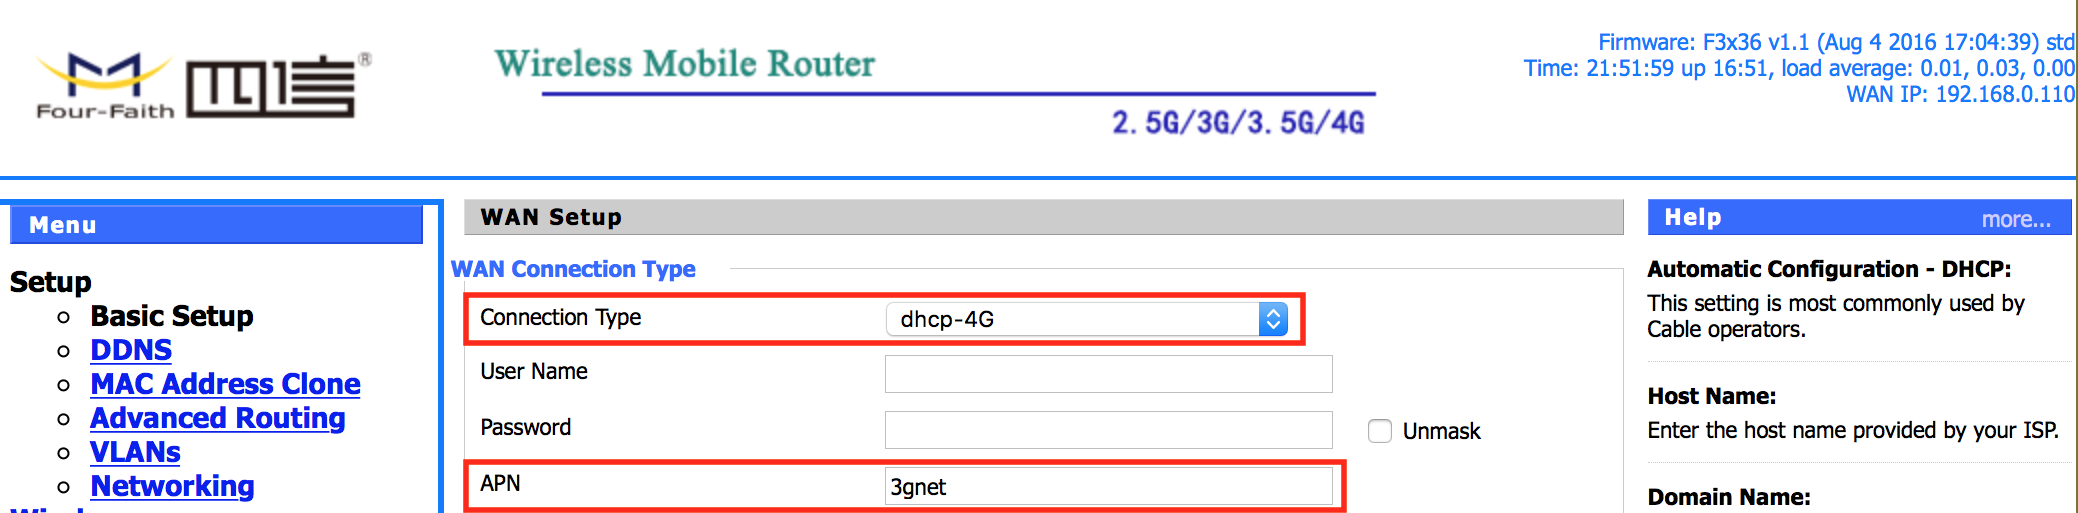 Four-Faith
四信®
Wireless Mobile Router
2.5G/3G/3.5G/4G
Firmware: F3x36 v1.1 (Aug 4 2016 17:04:39) std
Time: 21:51:59 up 16:51, load average: 0.01, 0.03, 0.00
WAN IP: 192.168.0.110
Menu
Setup
Basic Setup
DDNS
MAC Address Clone
Advanced Routing
VLANs
Networking
WAN Setup
WAN Connection Type
Connection Type dhcp-4G
User Name
Password Unmask
APN 3gnet
Help more...
Automatic Configuration - DHCP:
This setting is most commonly used by
Cable operators.
Host Name:
Enter the host name provided by your ISP.
Domain Name: